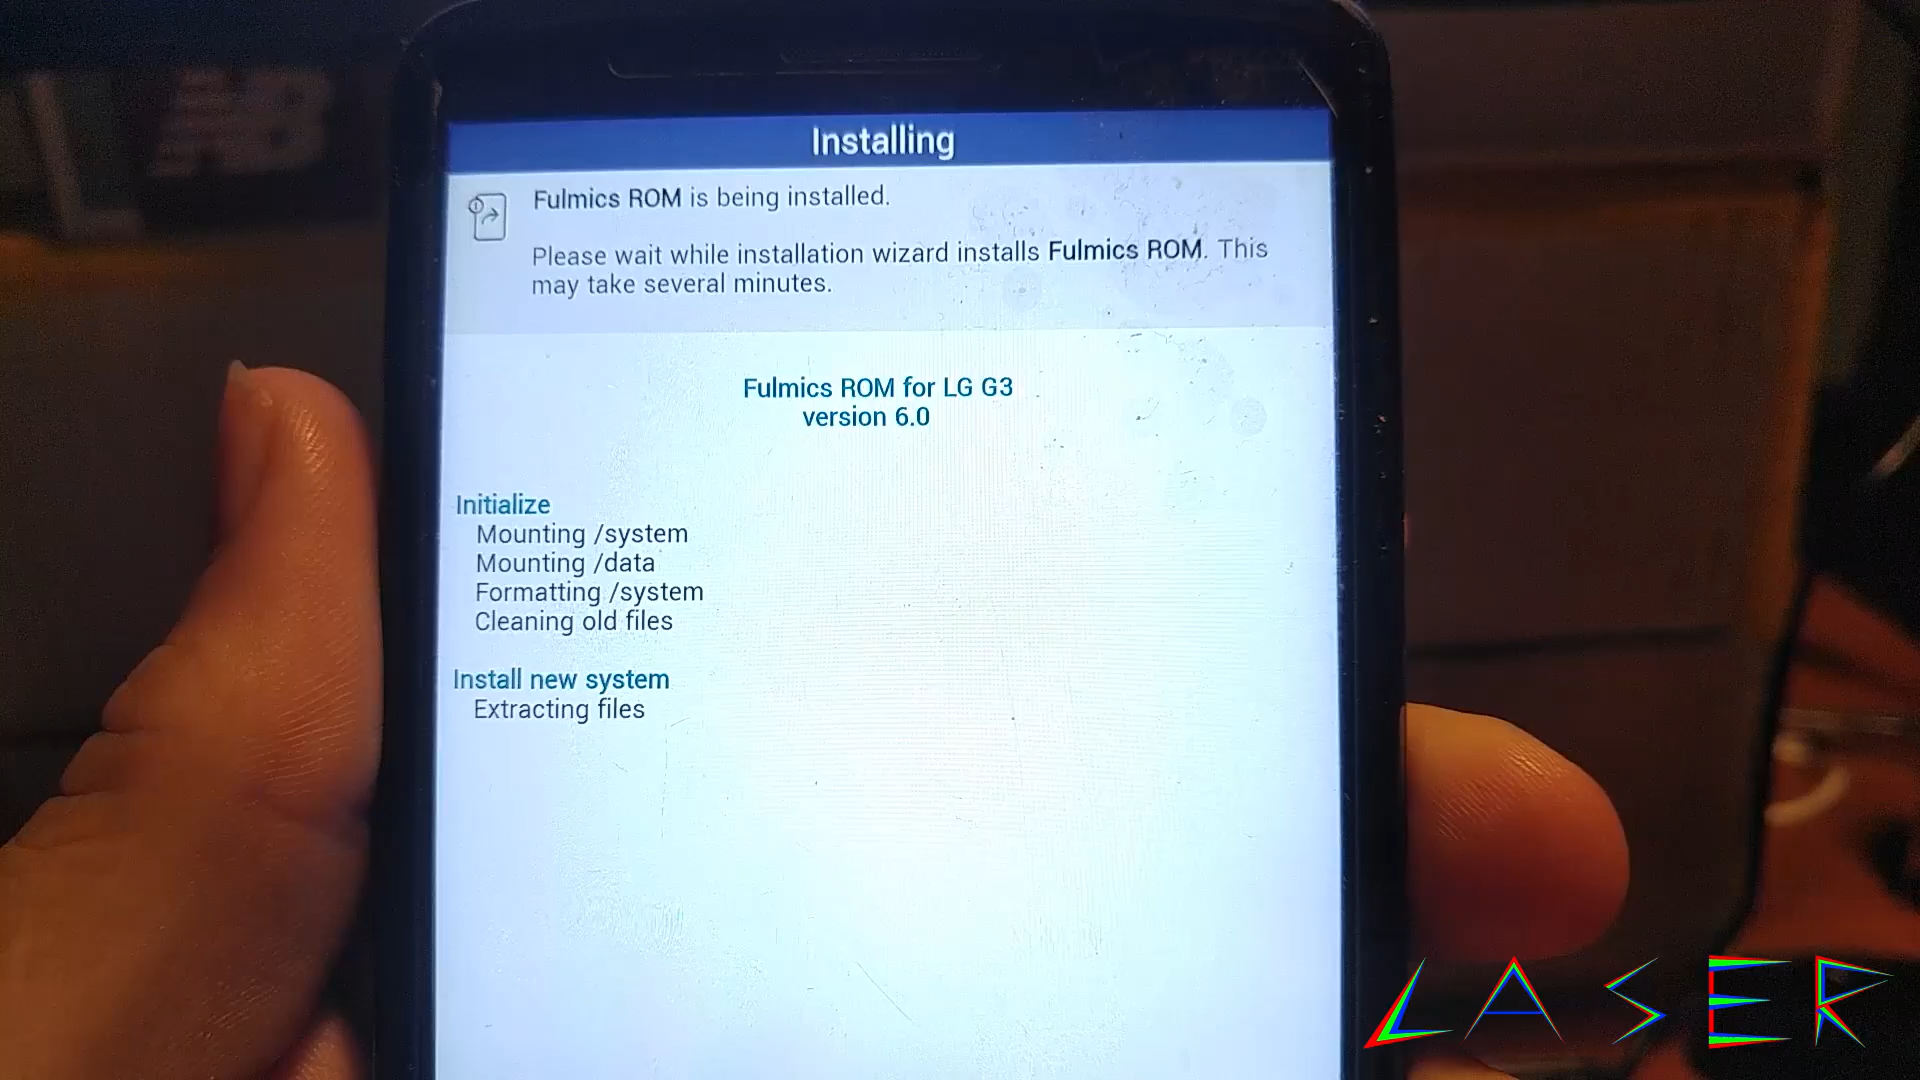 Installing
Fulmics ROM is being installed.
Please wait while installation wizard installs Fulmics ROM. This
may take several minutes.
Fulmics ROM for LG G3
version 6.0
Initialize
Mounting /system
Mounting /data
Formatting /system
Cleaning old files
Install new system
Extracting files
LASER